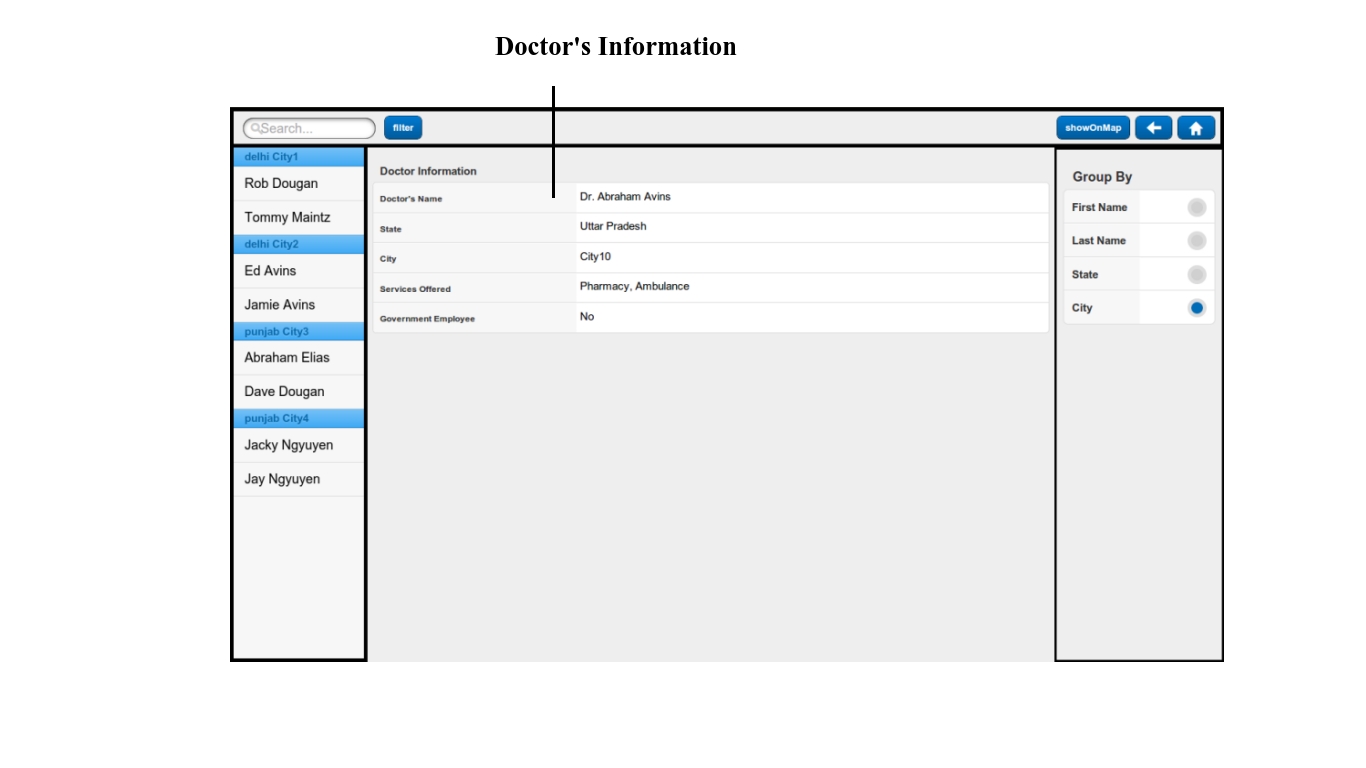 Doctor's Information
Search...
filter
showOnMap
delhi City1
Rob Dougan
Tommy Maintz
delhi City2
Ed Avins
Jamie Avins
punjab City3
Abraham Elias
Dave Dougan
punjab City4
Jacky Ngyuyen
Jay Ngyuyen
Doctor Information
Doctor's Name Dr. Abraham Avins
State Uttar Pradesh
City City10
Services Offered Pharmacy, Ambulance
Government Employee No
Group By
First Name
Last Name
State
City